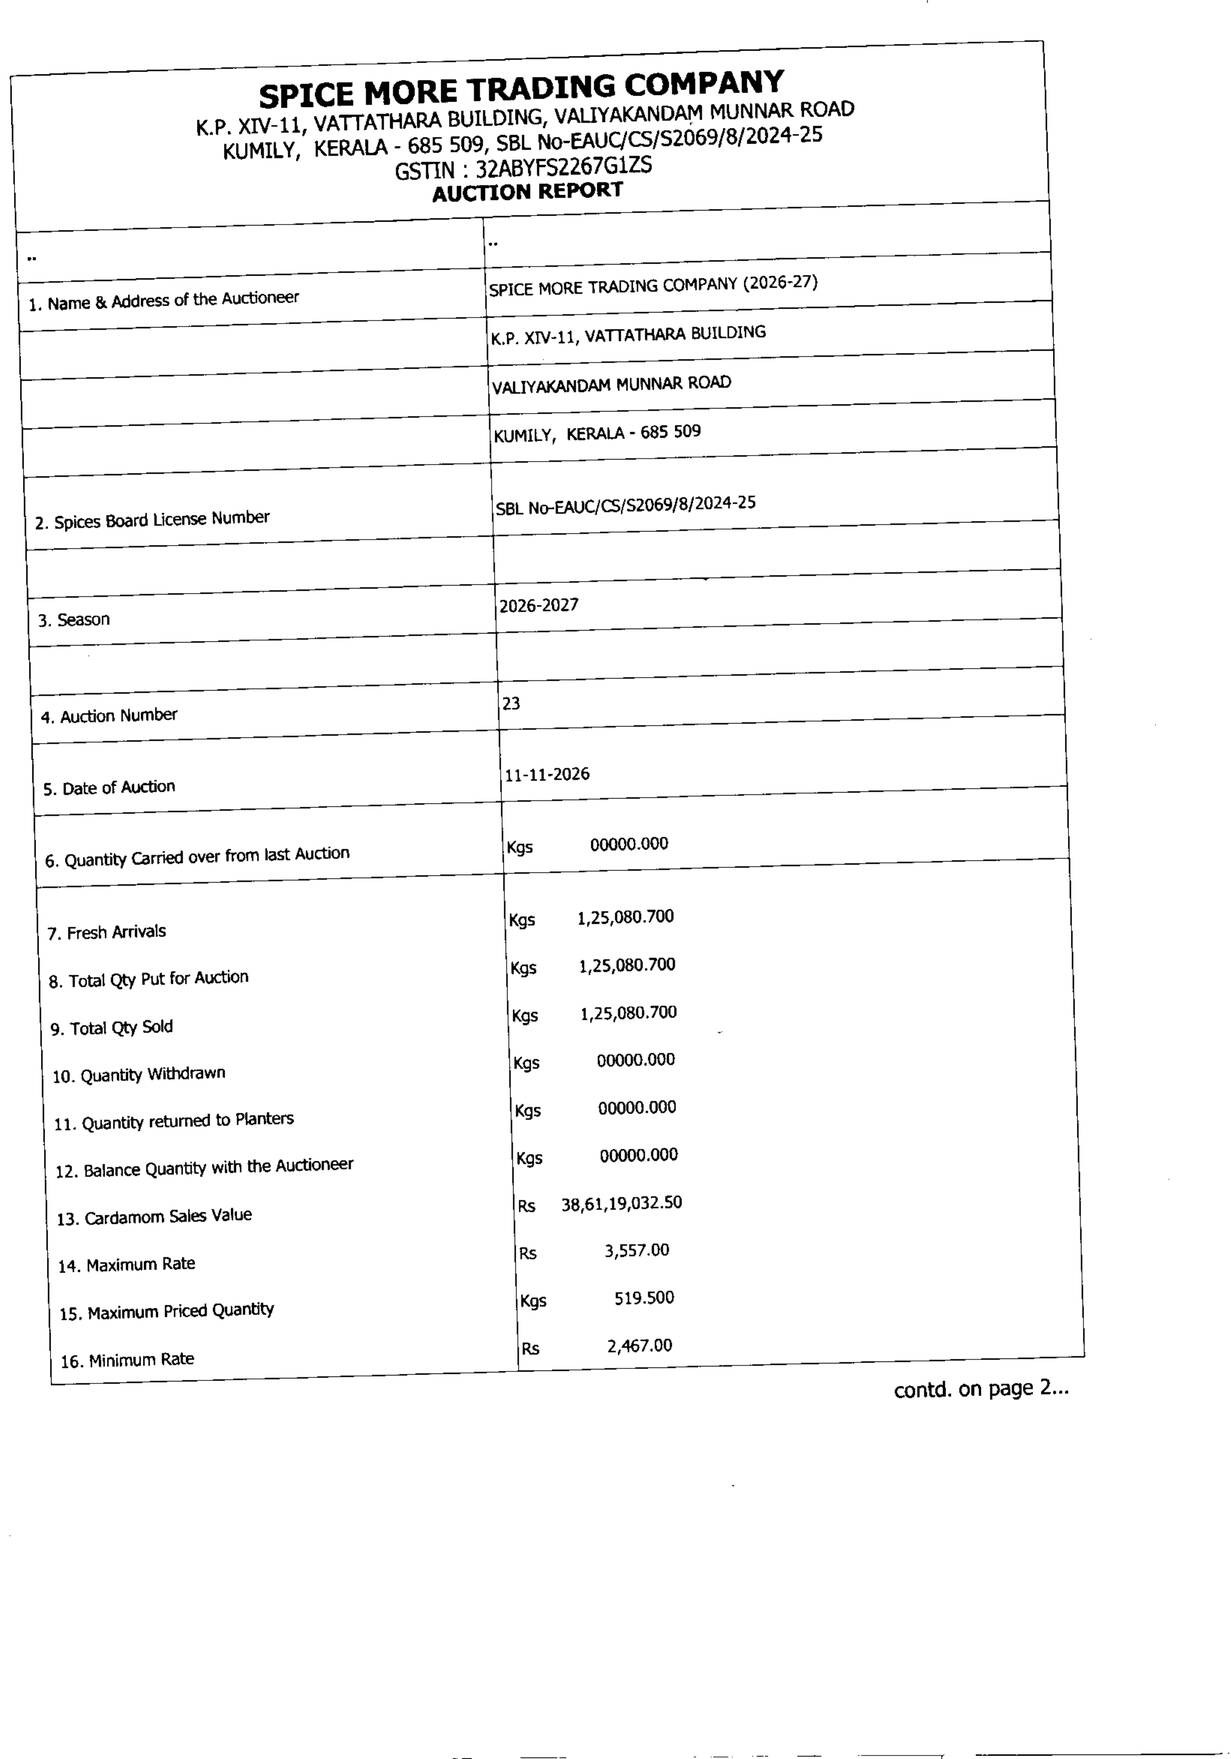 SPICE MORE TRADING COMPANY
K.P. XIV-11, VATTATHARA BUILDING, VALIYAKANDAM MUNNAR ROAD
KUMILY, KERALA - 685 509, SBL No-EAUC/CS/S2069/8/2024-25
GSTIN : 32ABYFS2267G1ZS
AUCTION REPORT
.. ..
1. Name & Address of the Auctioneer SPICE MORE TRADING COMPANY (2026-27)
K.P. XIV-11, VATTATHARA BUILDING
VALIYAKANDAM MUNNAR ROAD
KUMILY, KERALA - 685 509
2. Spices Board License Number SBL No-EAUC/CS/S2069/8/2024-25
3. Season 2026-2027
4. Auction Number 23
5. Date of Auction 11-11-2026
6. Quantity Carried over from last Auction Kgs 00000.000
7. Fresh Arrivals Kgs 1,25,080.700
8. Total Qty Put for Auction Kgs 1,25,080.700
9. Total Qty Sold Kgs 1,25,080.700
10. Quantity Withdrawn Kgs 00000.000
11. Quantity returned to Planters Kgs 00000.000
12. Balance Quantity with the Auctioneer Kgs 00000.000
13. Cardamom Sales Value Rs 38,61,19,032.50
14. Maximum Rate Rs 3,557.00
15. Maximum Priced Quantity Kgs 519.500
16. Minimum Rate Rs 2,467.00
contd. on page 2...